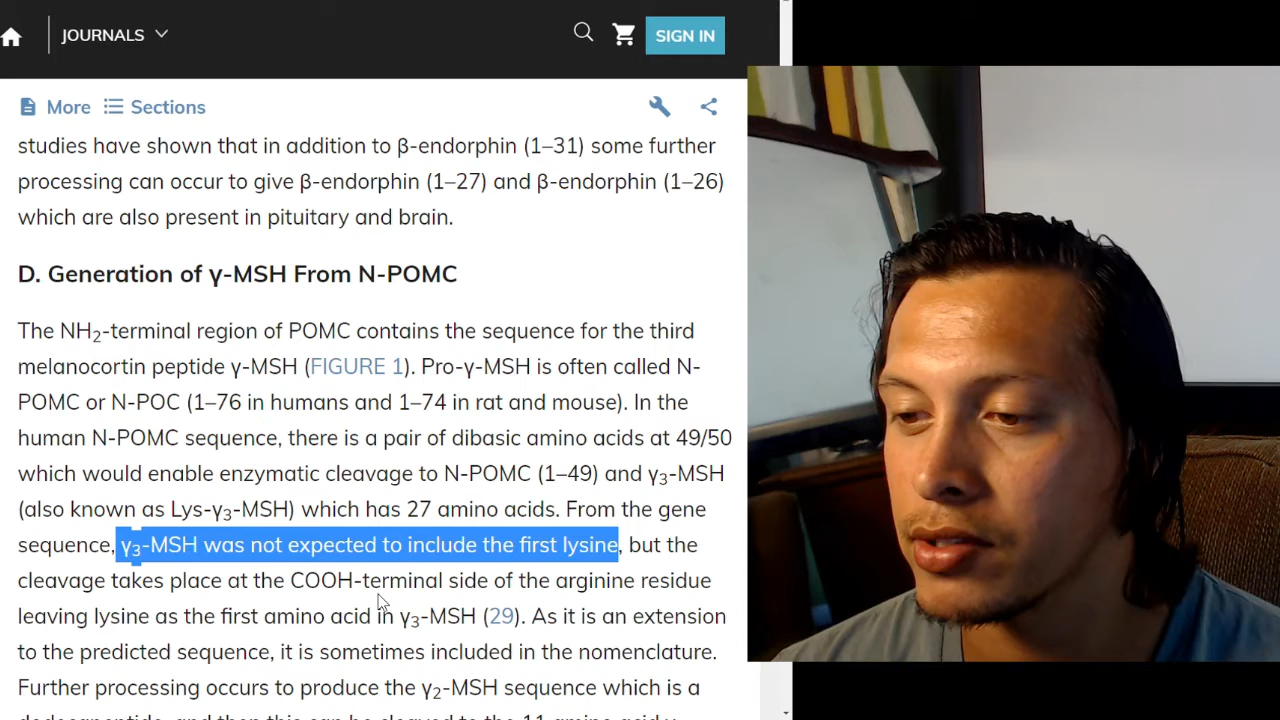 JOURNALS
SIGN IN
More Sections
studies have shown that in addition to β-endorphin (1–31) some further
processing can occur to give β-endorphin (1–27) and β-endorphin (1–26)
which are also present in pituitary and brain.
D. Generation of γ-MSH From N-POMC
The NH₂-terminal region of POMC contains the sequence for the third
melanocortin peptide γ-MSH (FIGURE 1). Pro-γ-MSH is often called N-
POMC or N-POC (1–76 in humans and 1–74 in rat and mouse). In the
human N-POMC sequence, there is a pair of dibasic amino acids at 49/50
which would enable enzymatic cleavage to N-POMC (1–49) and γ₃-MSH
(also known as Lys-γ₃-MSH) which has 27 amino acids. From the gene
sequence, γ₃-MSH was not expected to include the first lysine, but the
cleavage takes place at the COOH-terminal side of the arginine residue
leaving lysine as the first amino acid in γ₃-MSH (29). As it is an extension
to the predicted sequence, it is sometimes included in the nomenclature.
Further processing occurs to produce the γ₂-MSH sequence which is a